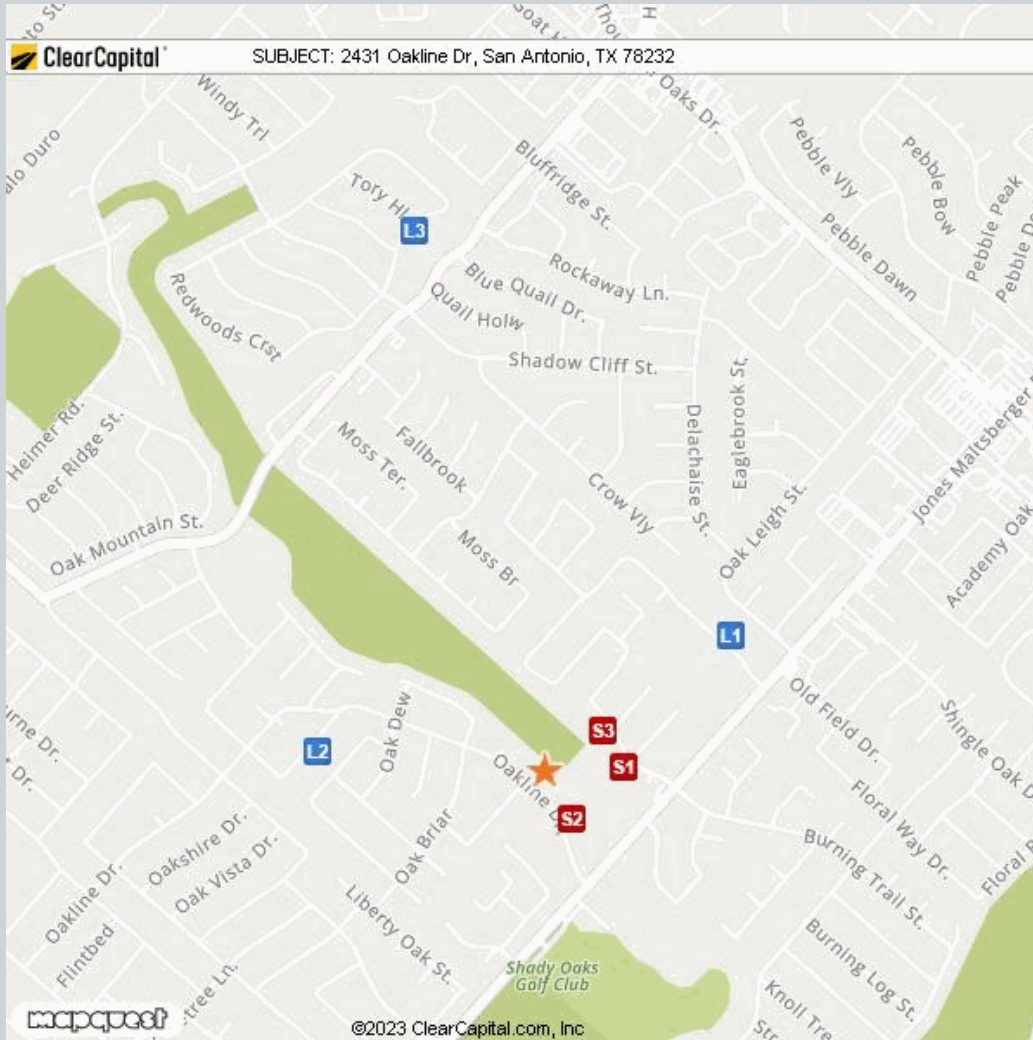 ClearCapital
SUBJECT: 2431 Oakline Dr, San Antonio, TX 78232
Windy Trl
Oaks Dr.
Pebble Vly
Pebble Bow
Pebble Peak
Bluffridge St.
Tory Hl
L3
Pebble Dawn
Rockaway Ln.
Blue Quail Dr.
Quail Holw
Redwoods Crst
Shadow Cliff St.
Eaglebrook St.
Delachaise St.
Heimer Rd.
Deer Ridge St.
Moss Ter.
Fallbrook
Crow Vly
Oak Leigh St.
Jones Maltsberger
Academy Oak
Oak Mountain St.
Moss Br
L1
Old Field Dr.
Shingle Oak
Oak Dew
L2
S3
S1
Oakline D
S2
Floral Way Dr.
Burning Trail St.
Oakshire Dr.
Oak Vista Dr.
Oak Briar
Oakline Dr.
Flintbed
Liberty Oak St.
Burning Log St.
Shady Oaks
Golf Club
Knoll Tre
mapquest
©2023 ClearCapital.com, Inc